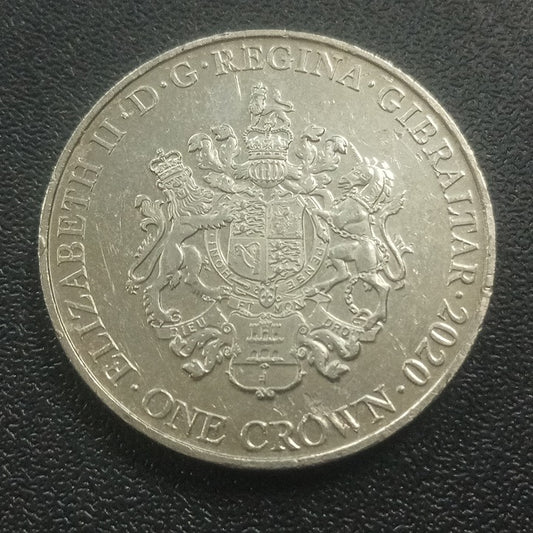 · ELIZABETH II · D · G · REGINA · GIBRALTAR · 2020 ·
ONE CROWN
DIEU
DROIT